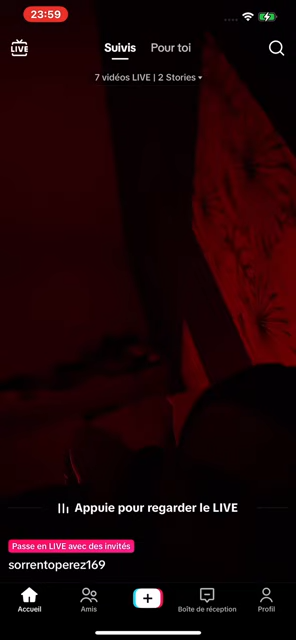 23:59
LIVE
Suivis
Pour toi
7 vidéos LIVE | 2 Stories
Appuie pour regarder le LIVE
Passe en LIVE avec des invités
sorrentoperez169
Accueil
Amis
Boîte de réception
Profil